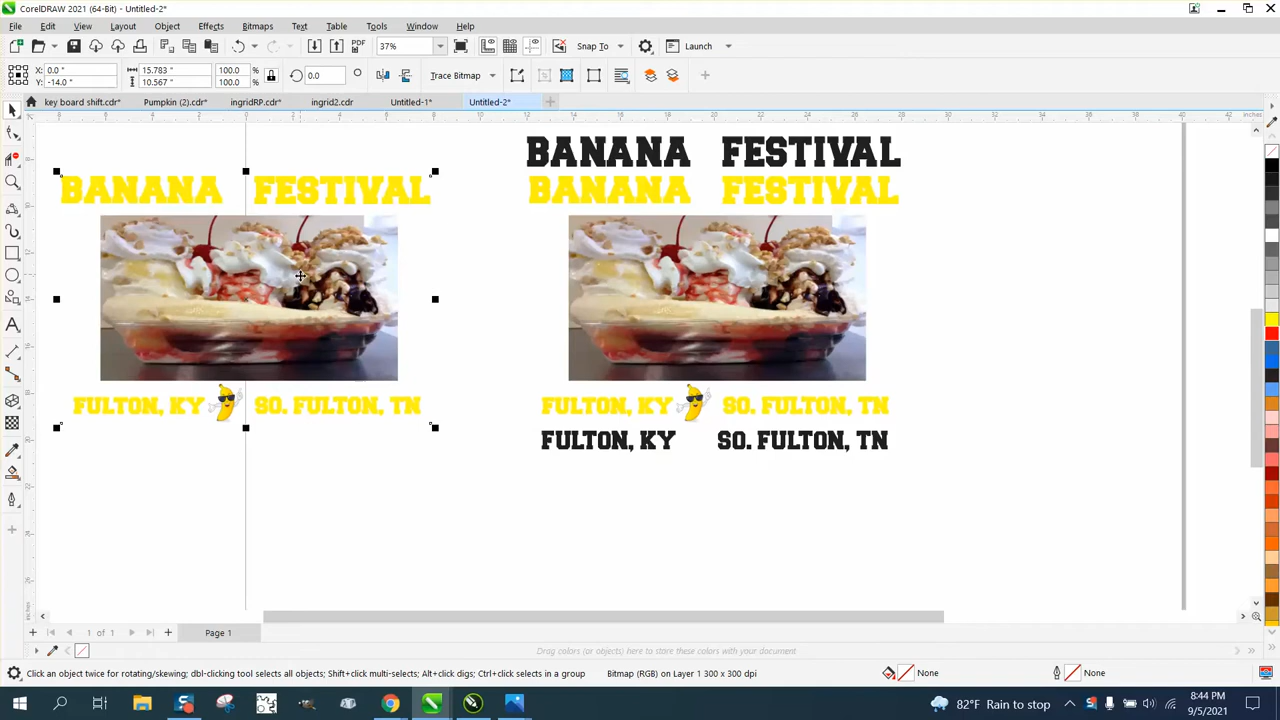 CorelDRAW 2021 (64-Bit) - Untitled-2*
File Edit View Layout Object Effects Bitmaps Text Table Tools Window Help
PDF 37% Snap To Launch
X: 0.0 " 15.783 " 100.0 % 0.0 Trace Bitmap
Y: -14.0 " 10.567 " 100.0 %
key board shift.cdr* Pumpkin (2).cdr* ingridRP.cdr* ingrid2.cdr Untitled-1* Untitled-2*
inches
BANANA FESTIVAL
BANANA FESTIVAL BANANA FESTIVAL
FULTON, KY SO. FULTON, TN FULTON, KY SO. FULTON, TN
FULTON, KY SO. FULTON, TN
1 of 1 Page 1
Drag colors (or objects) here to store these colors with your document
Click an object twice for rotating/skewing; dbl-clicking tool selects all objects; Shift+click multi-selects; Alt+click digs; Ctrl+click selects in a group Bitmap (RGB) on Layer 1 300 x 300 dpi None None
82°F Rain to stop 8:44 PM
9/5/2021